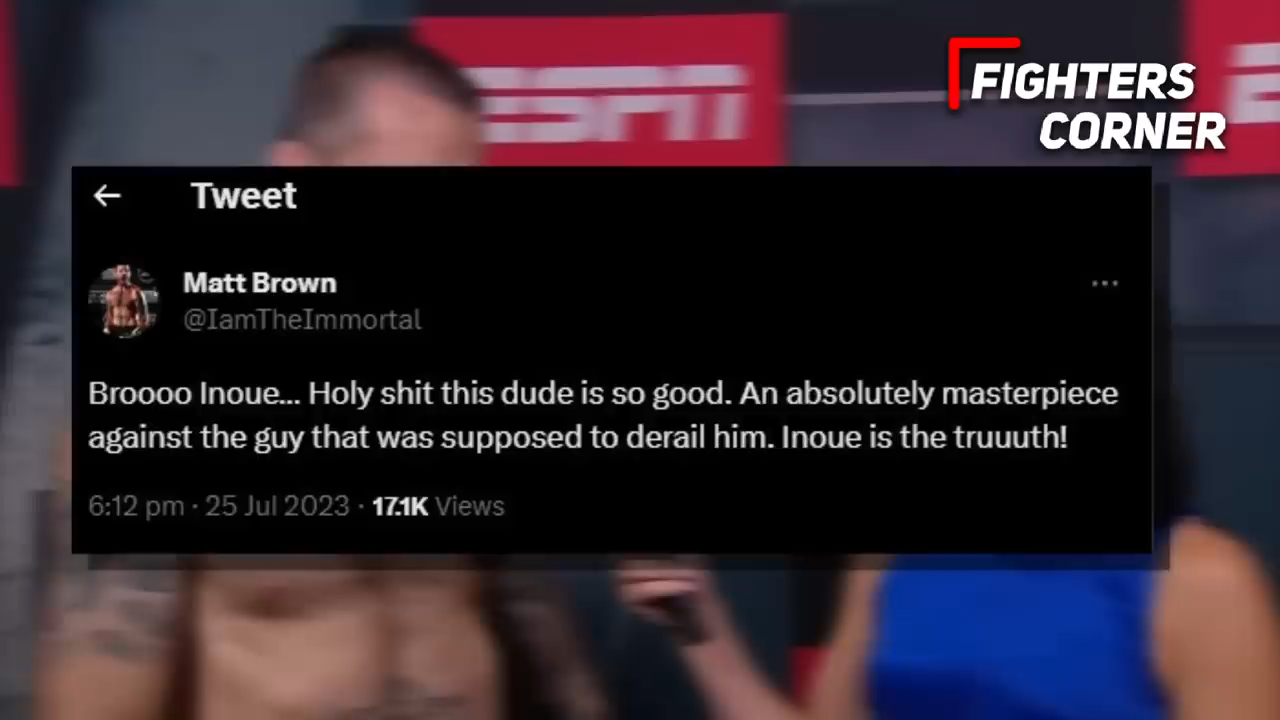 ESPN
FIGHTERS
CORNER
Tweet
Matt Brown
@IamTheImmortal
Broooo Inoue... Holy shit this dude is so good. An absolutely masterpiece
against the guy that was supposed to derail him. Inoue is the truuuth!
6:12 pm · 25 Jul 2023 · 17.1K Views